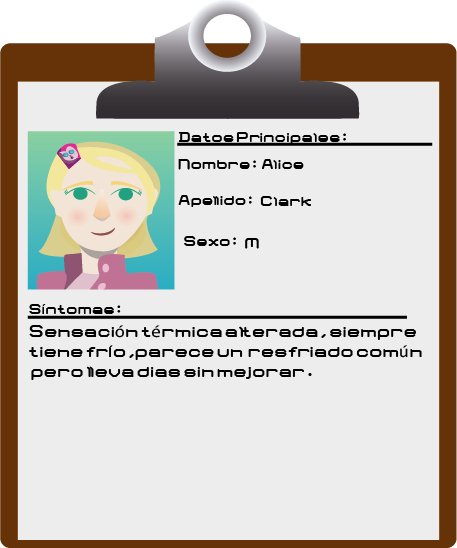 Datos Principales:
Nombre: Alice
Apellido: Clark
Sexo: M
Síntomas:
Sensación térmica alterada, siempre
tiene frío, parece un resfriado común
pero lleva dias sin mejorar.